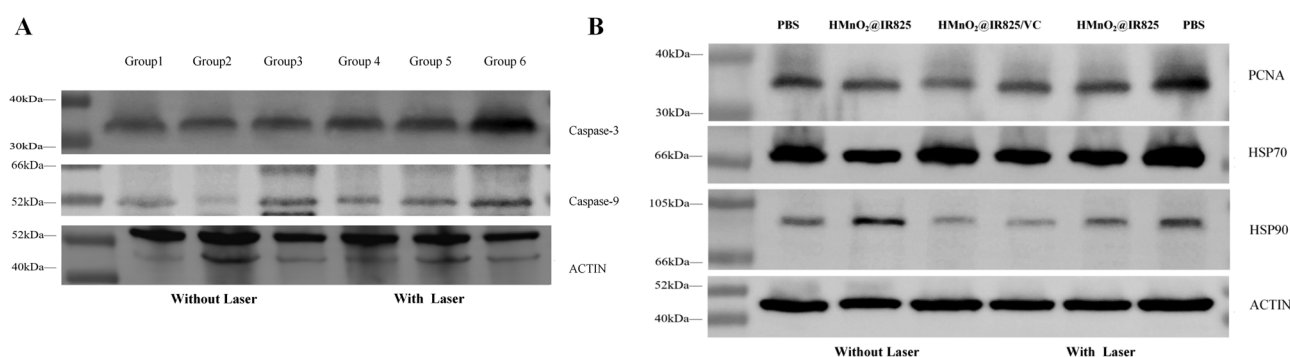 A
Group1 Group2 Group3 Group 4 Group 5 Group 6
40kDa
30kDa
Caspase-3
66kDa
52kDa
Caspase-9
52kDa
40kDa
ACTIN
Without Laser With Laser
B
PBS HMnO₂@IR825 HMnO₂@IR825/VC HMnO₂@IR825 PBS
40kDa
PCNA
30kDa
66kDa
HSP70
105kDa
HSP90
66kDa
52kDa
ACTIN
40kDa
Without Laser With Laser